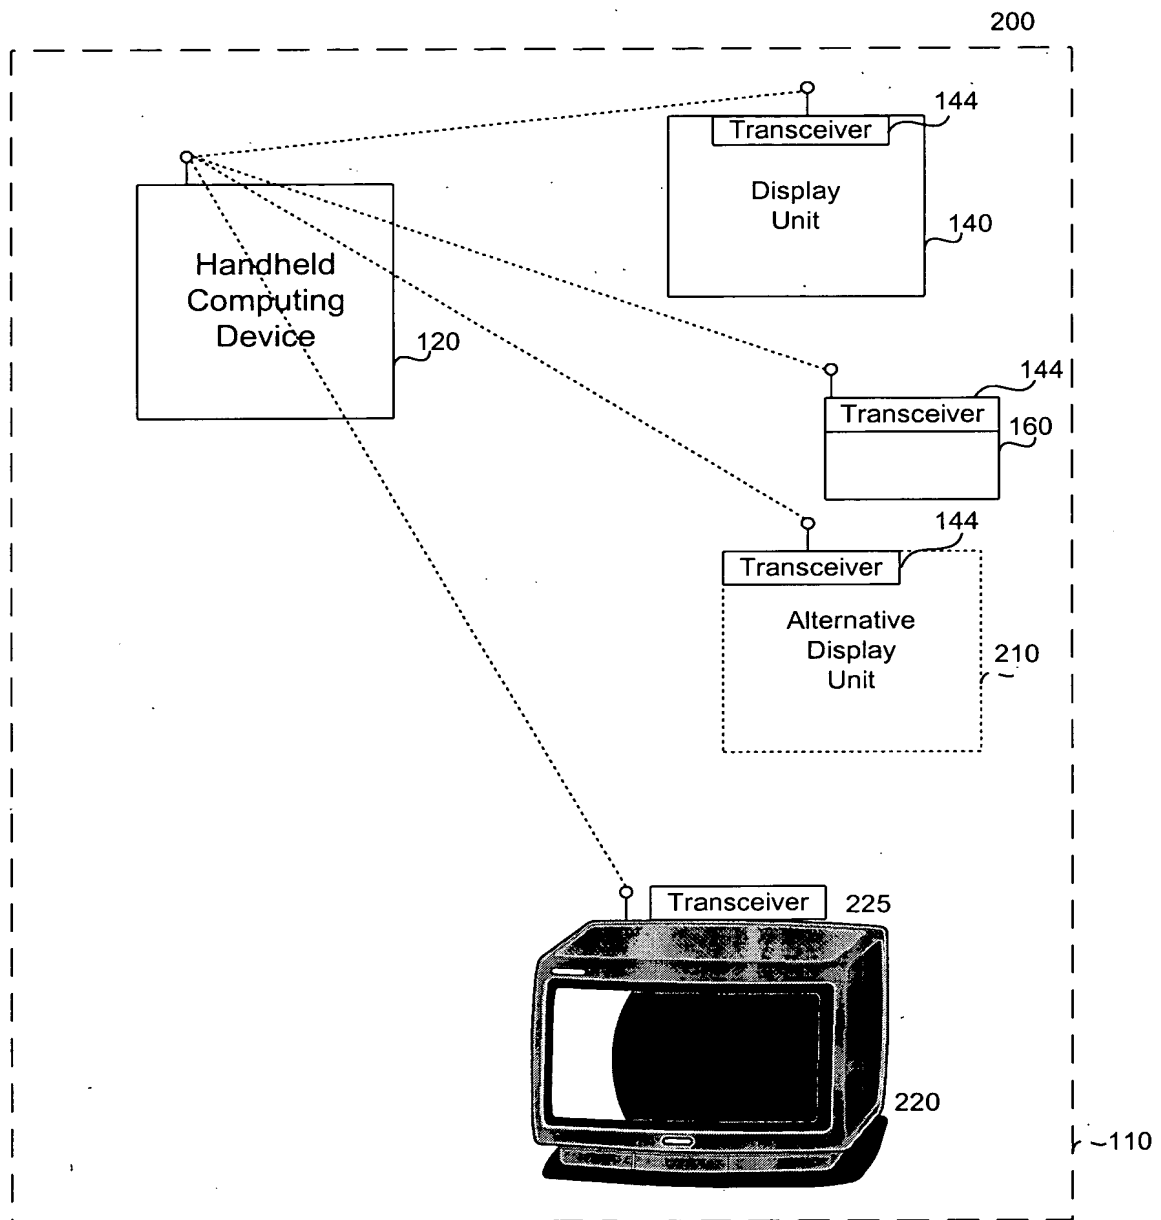 200
Transceiver
144
Display
Unit
140
Handheld
Computing
Device
120
144
Transceiver
160
144
Transceiver
Alternative
Display
Unit
210
Transceiver
225
220
110